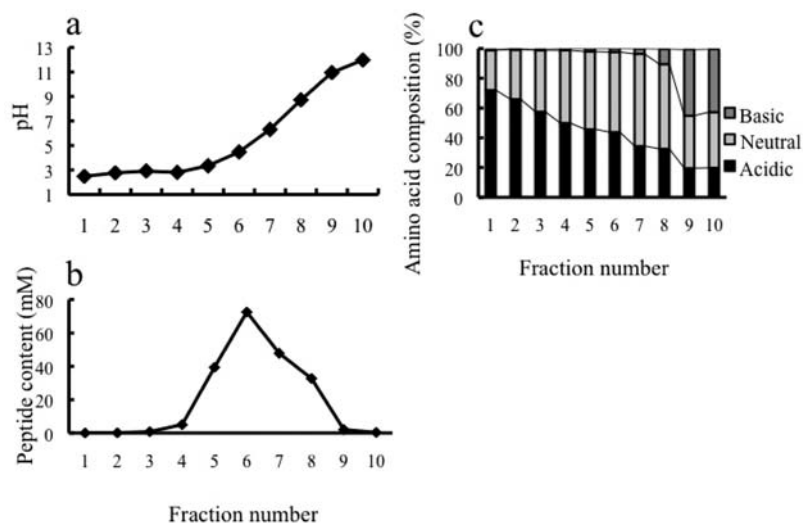 a
13
11
9
7
5
3
1
pH
1 2 3 4 5 6 7 8 9 10
b
80
60
40
20
0
Peptide content (mM)
1 2 3 4 5 6 7 8 9 10
Fraction number
c
100
80
60
40
20
0
Amino acid composition (%)
1 2 3 4 5 6 7 8 9 10
Fraction number
Basic
Neutral
Acidic